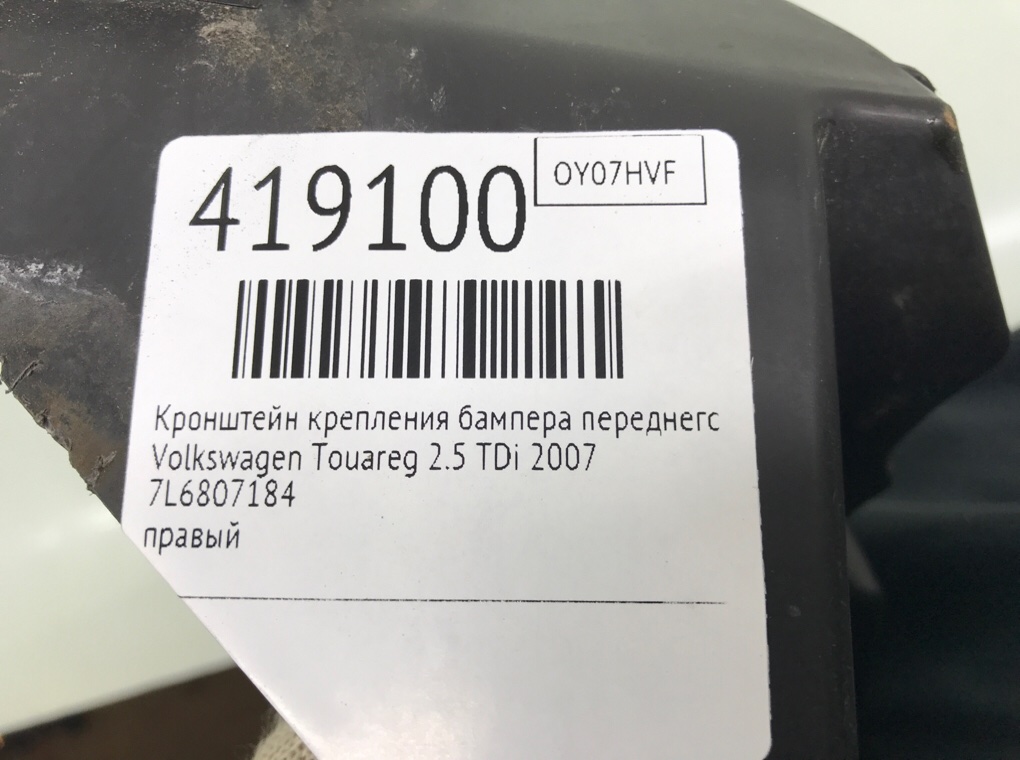 419100
OY07HVF
Кронштейн крепления бампера переднегс
Volkswagen Touareg 2.5 TDi 2007
7L6807184
правый